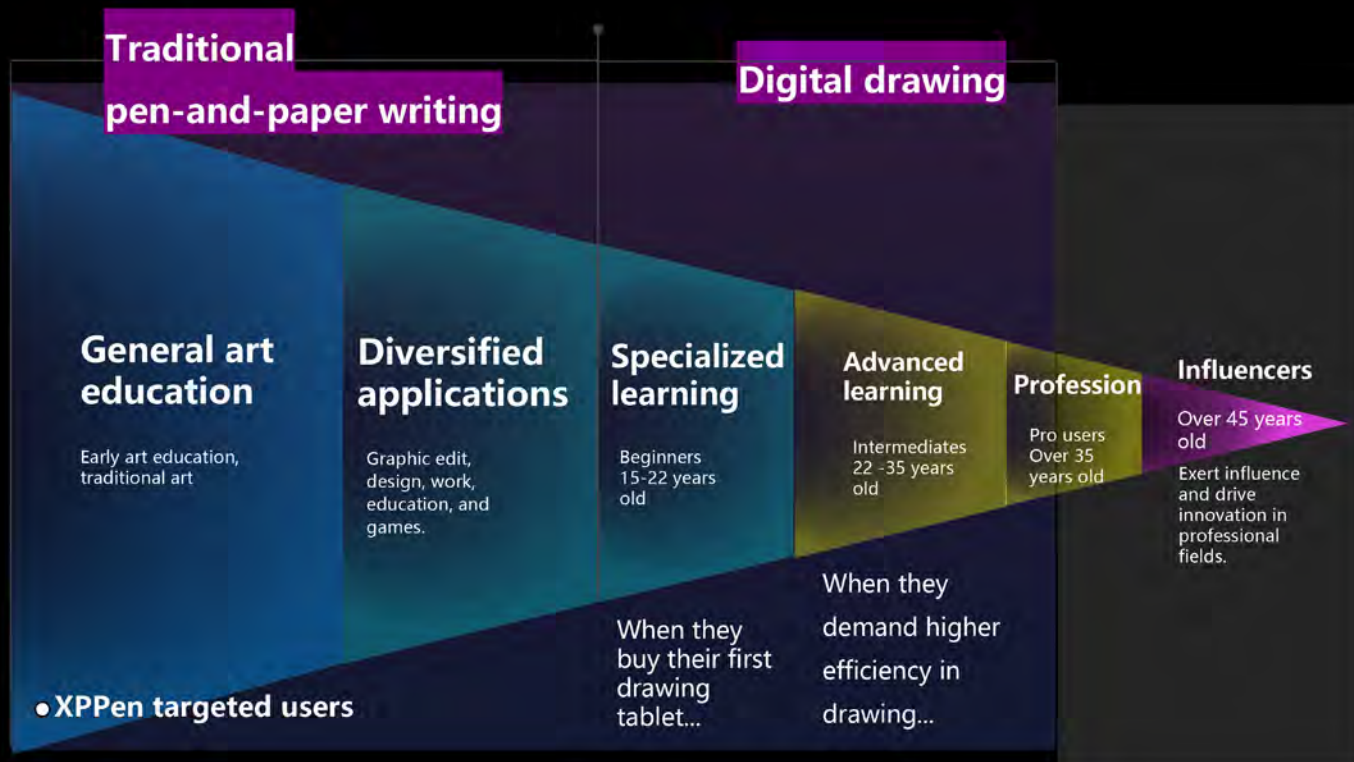 Traditional
pen-and-paper writing
Digital drawing
General art
education
Early art education,
traditional art
Diversified
applications
Graphic edit,
design, work,
education, and
games.
Specialized
learning
Beginners
15-22 years
old
When they
buy their first
drawing
tablet...
Advanced
learning
Intermediates
22 -35 years
old
When they
demand higher
efficiency in
drawing...
Profession
Pro users
Over 35
years old
Influencers
Over 45 years
old
Exert influence
and drive
innovation in
professional
fields.
XPPen targeted users